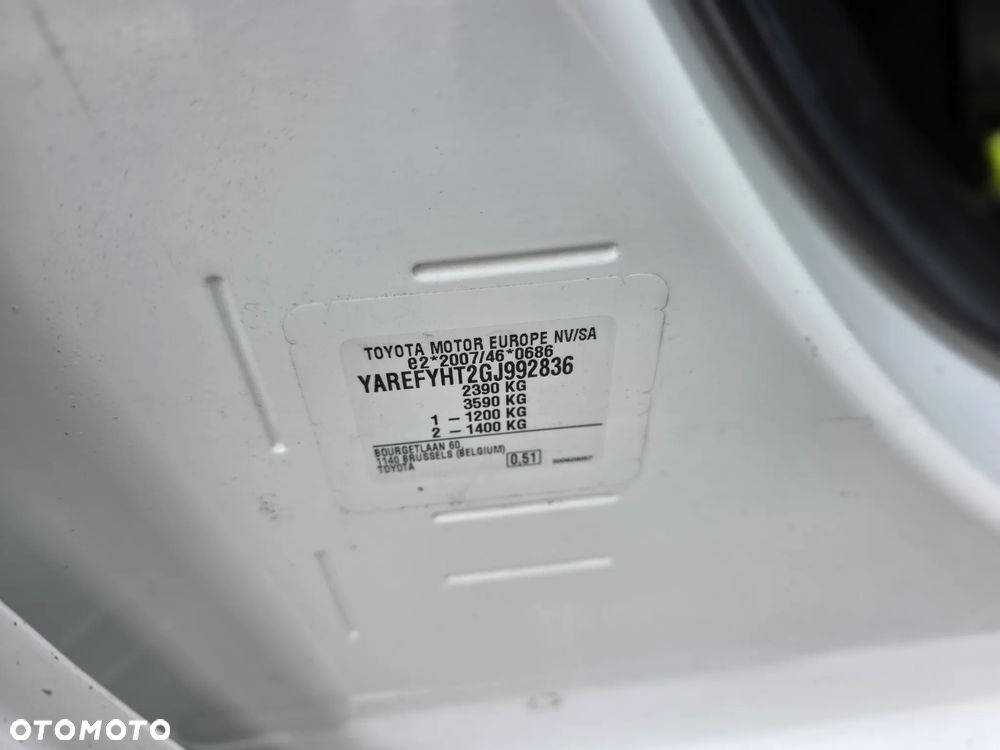 TOYOTA MOTOR EUROPE NV/SA
e2*2007/46*0686
YAREFYHT2GJ992836
2390 KG
3590 KG
1 - 1200 KG
2 - 1400 KG
BOURGETLAAN 60,
1140 BRUSSELS (BELGIUM)
TOYOTA
0,51
OTOMOTO